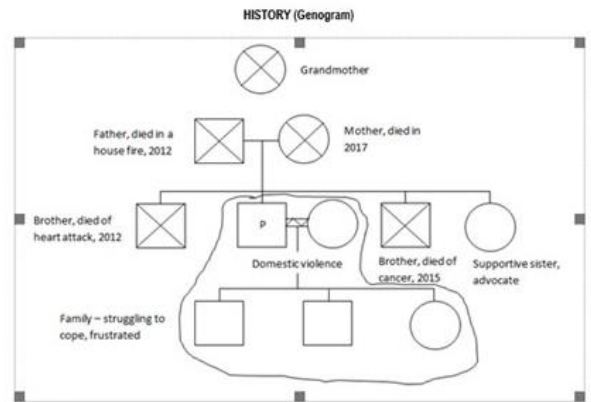 HISTORY (Genogram)
Grandmother
Father, died in a
house fire, 2012
Mother, died in
2017
Brother, died of
heart attack, 2012
P
Domestic violence
Brother, died of
cancer, 2015
Supportive sister,
advocate
Family – struggling to
cope, frustrated